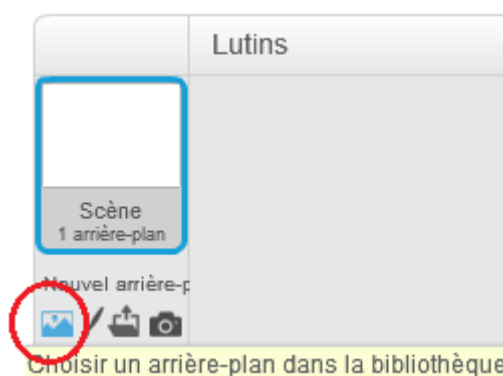 Lutins
Scène
1 arrière-plan
Nouvel arrière-p
Choisir un arrière-plan dans la bibliothèque